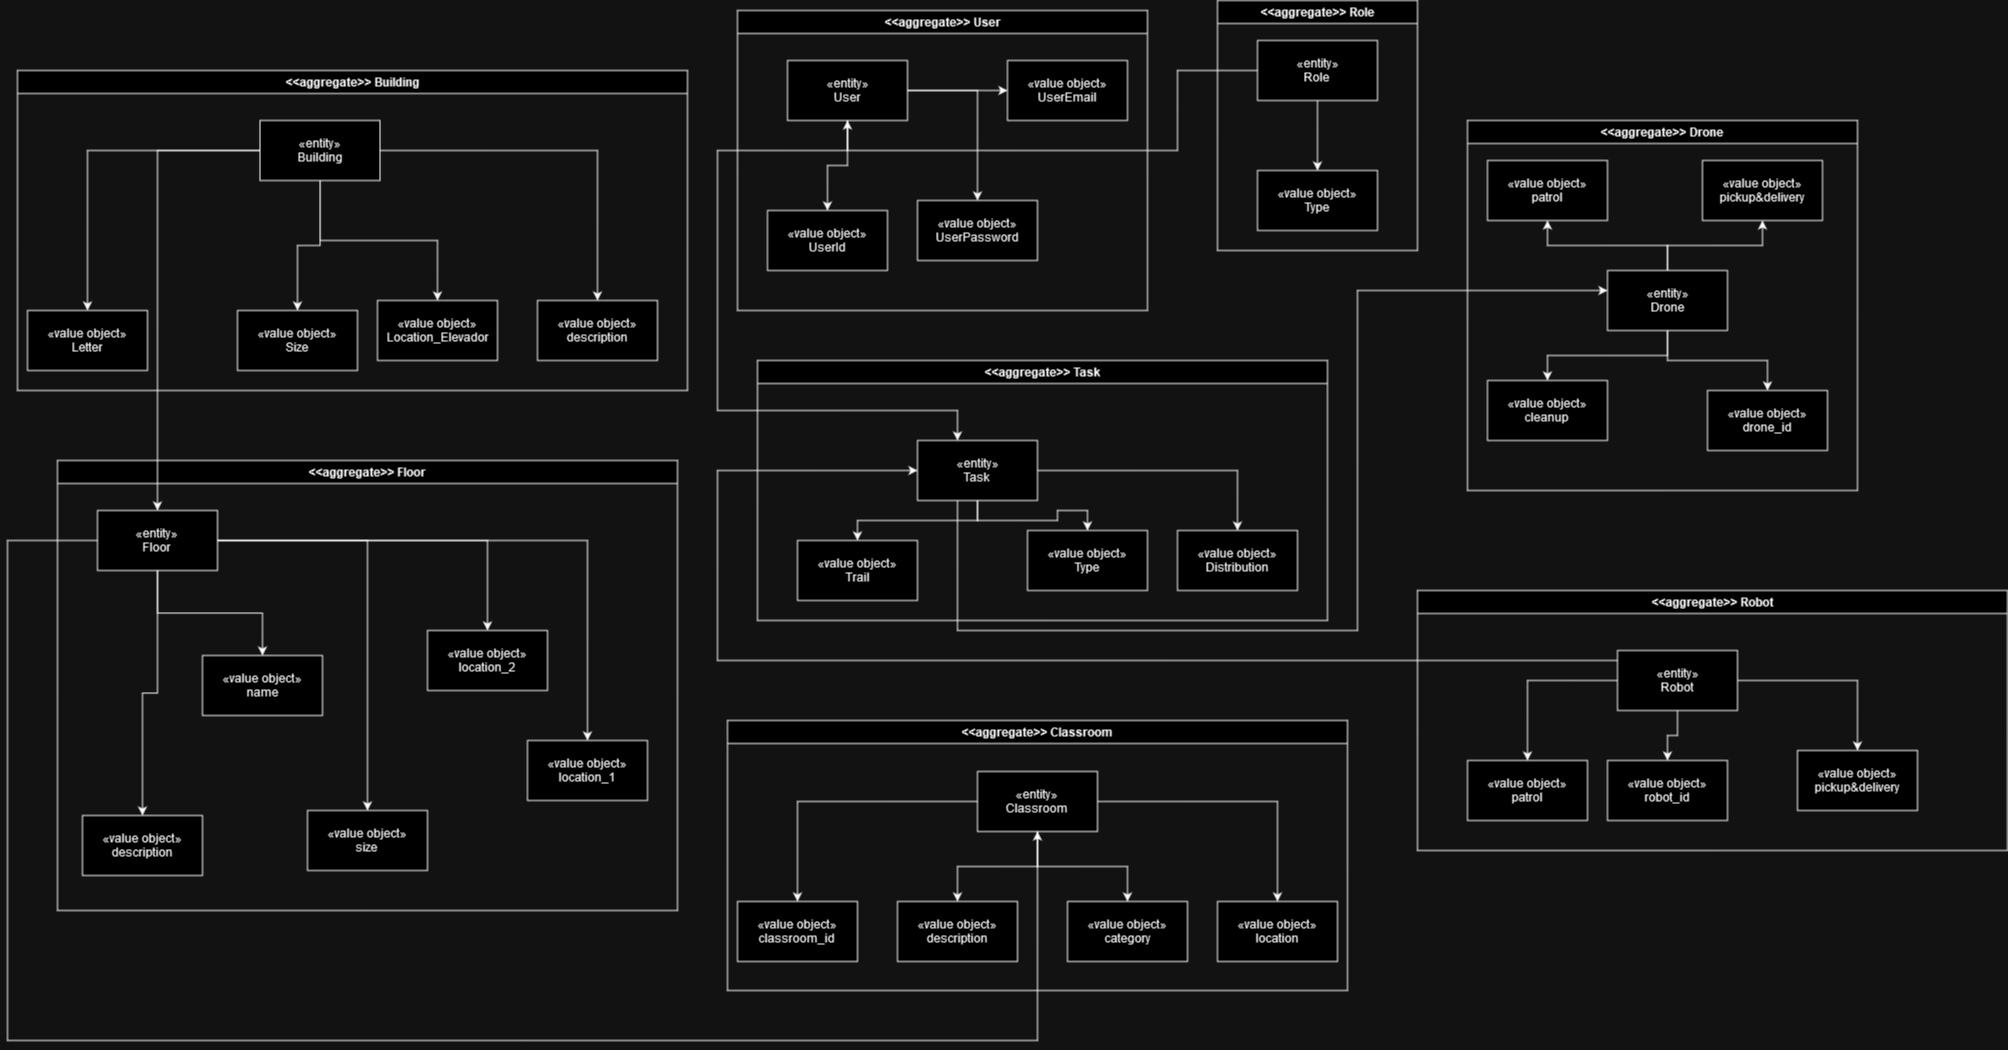 <<aggregate>> Building
«entity»
Building
«value object»
Letter
«value object»
Size
«value object»
Location_Elevador
«value object»
description
<<aggregate>> User
«entity»
User
«value object»
UserEmail
«value object»
UserId
«value object»
UserPassword
<<aggregate>> Role
«entity»
Role
«value object»
Type
<<aggregate>> Drone
«value object»
patrol
«value object»
pickup&delivery
«entity»
Drone
«value object»
cleanup
«value object»
drone_id
<<aggregate>> Floor
«entity»
Floor
«value object»
name
«value object»
location_2
«value object»
location_1
«value object»
description
«value object»
size
<<aggregate>> Task
«entity»
Task
«value object»
Trail
«value object»
Type
«value object»
Distribution
<<aggregate>> Robot
«entity»
Robot
«value object»
patrol
«value object»
robot_id
«value object»
pickup&delivery
<<aggregate>> Classroom
«entity»
Classroom
«value object»
classroom_id
«value object»
description
«value object»
category
«value object»
location